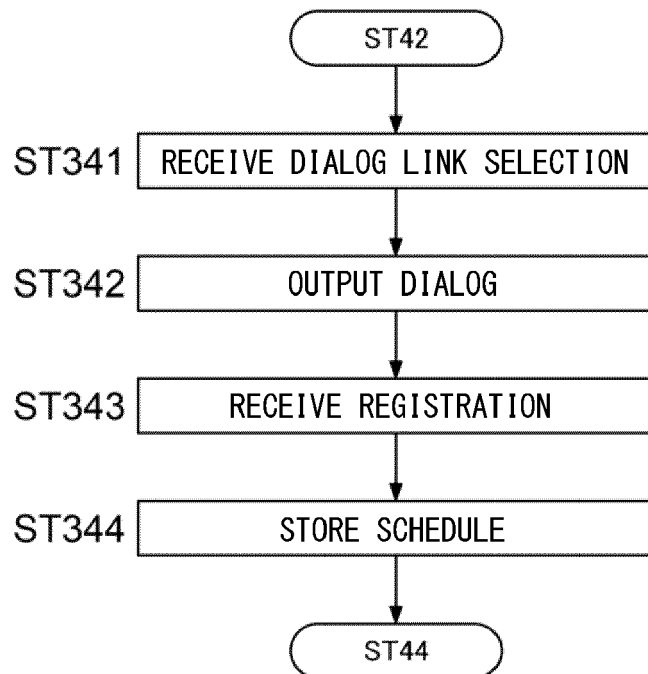 ST42
ST341 RECEIVE DIALOG LINK SELECTION
ST342 OUTPUT DIALOG
ST343 RECEIVE REGISTRATION
ST344 STORE SCHEDULE
ST44